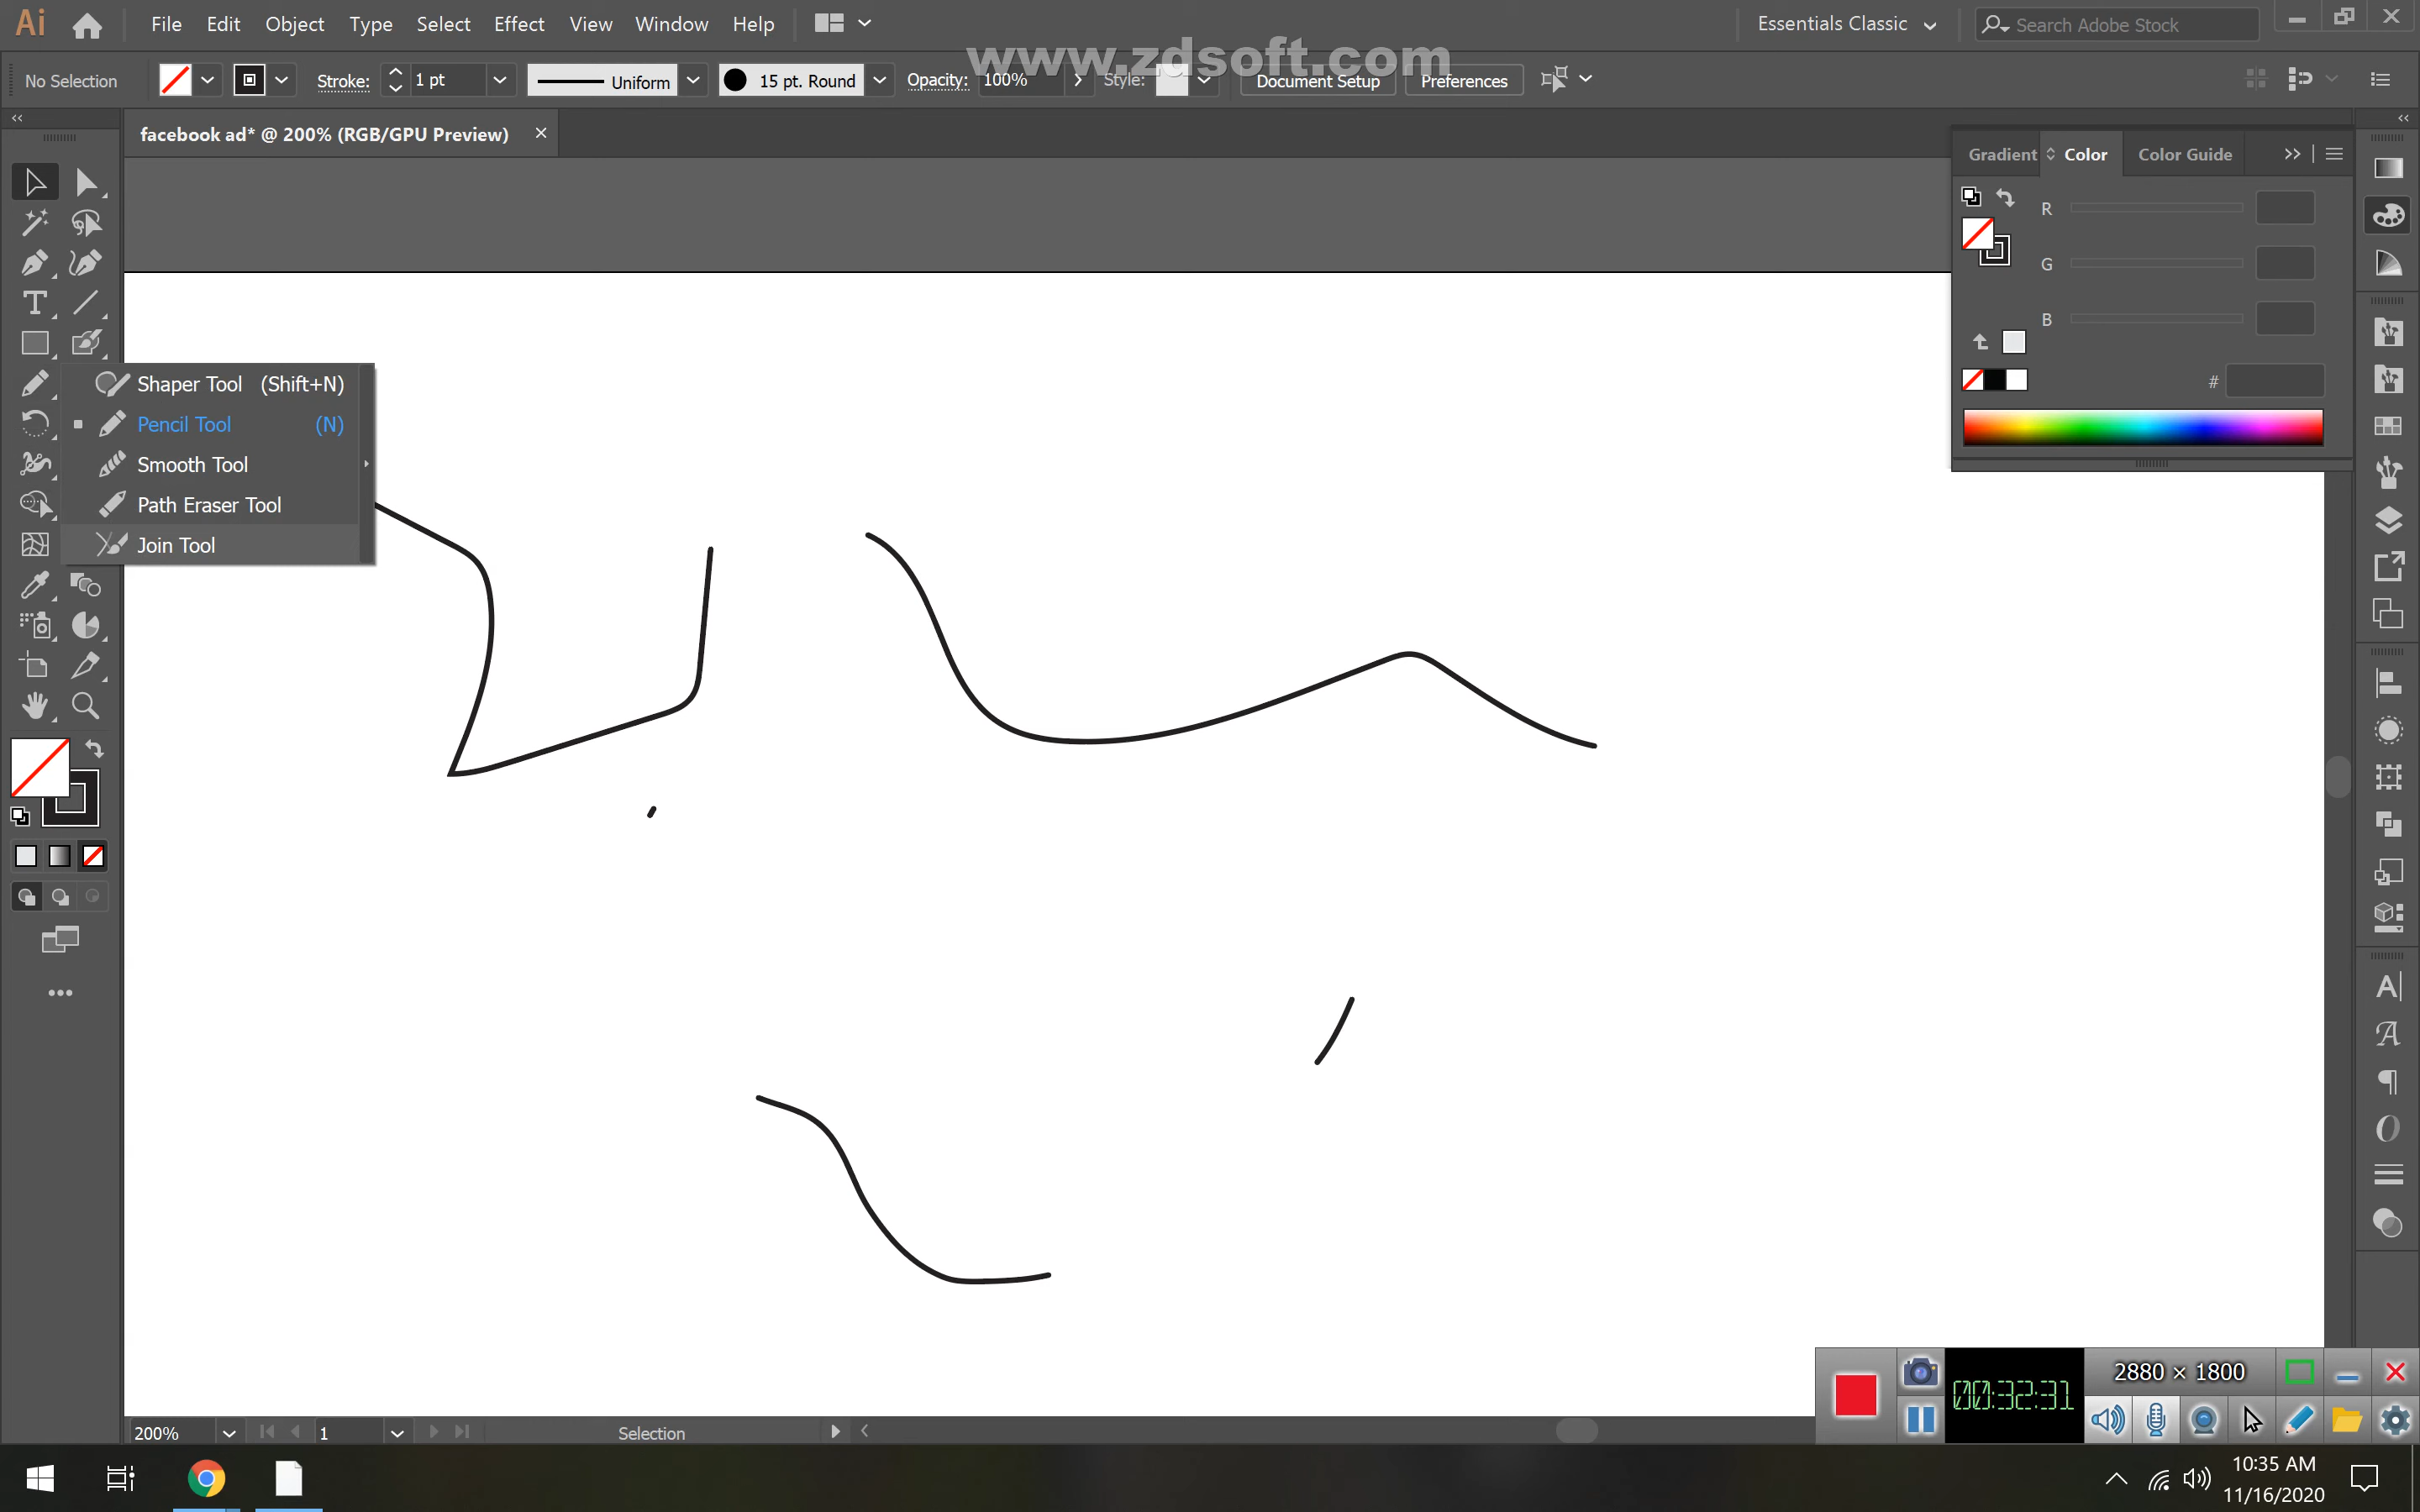 Ai File Edit Object Type Select Effect View Window Help Essentials Classic Search Adobe Stock
www.zdsoft.com
No Selection Stroke: 1 pt Uniform 15 pt. Round Opacity: 100% Style: Document Setup Preferences
facebook ad* @ 200% (RGB/GPU Preview)
Gradient Color Color Guide
R
G
B
#
Shaper Tool (Shift+N)
Pencil Tool (N)
Smooth Tool
Path Eraser Tool
Join Tool
2880 × 1800
00:32:31
200% 1 Selection
10:35 AM
11/16/2020